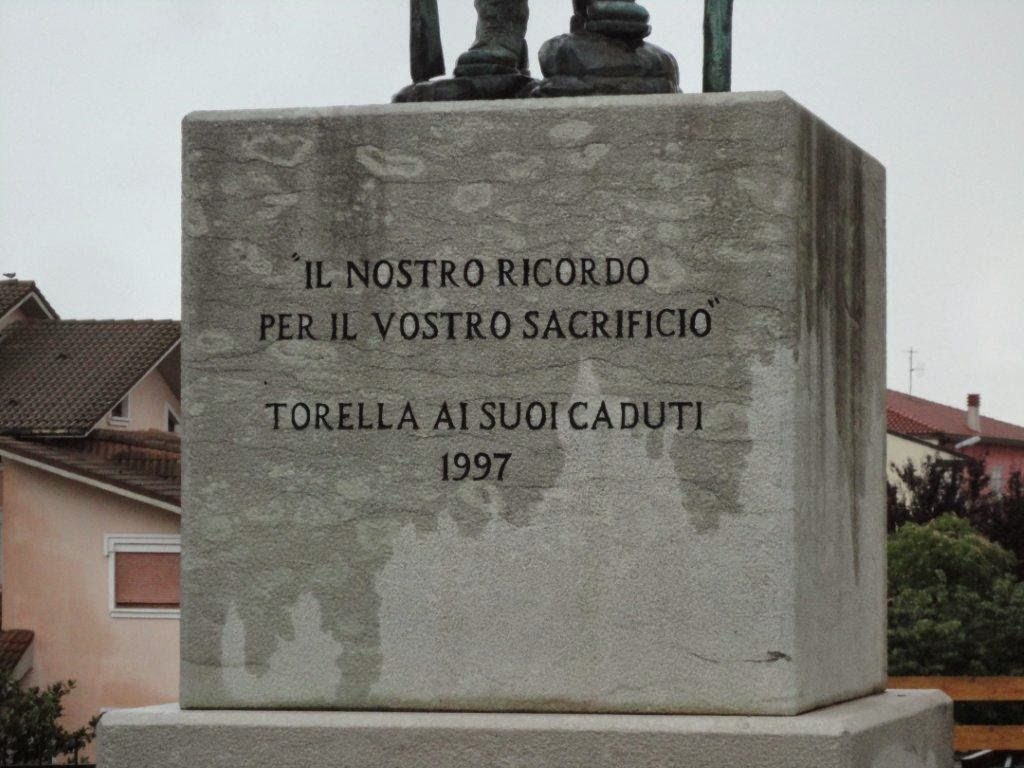 "IL NOSTRO RICORDO
PER IL VOSTRO SACRIFICIO"
TORELLA AI SUOI CADUTI
1997